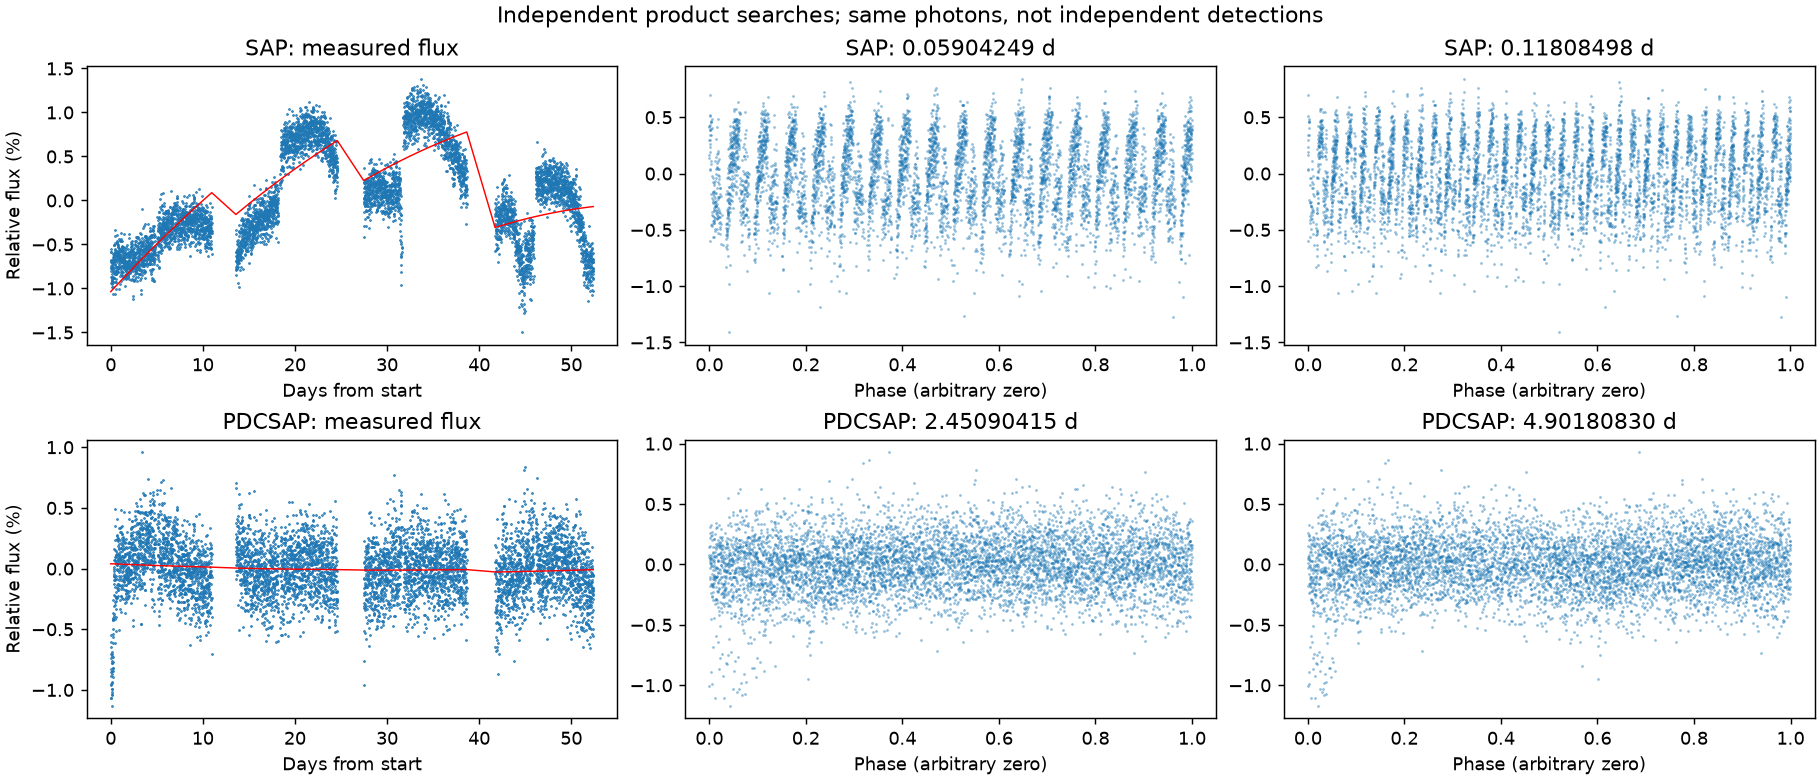 Independent product searches; same photons, not independent detections
SAP: measured flux
SAP: 0.05904249 d
SAP: 0.11808498 d
Relative flux (%)
1.5
1.0
0.5
0.0
−0.5
−1.0
−1.5
0 10 20 30 40 50
Days from start
0.5
0.0
−0.5
−1.0
−1.5
0.0 0.2 0.4 0.6 0.8 1.0
Phase (arbitrary zero)
0.5
0.0
−0.5
−1.0
−1.5
0.0 0.2 0.4 0.6 0.8 1.0
Phase (arbitrary zero)
PDCSAP: measured flux
PDCSAP: 2.45090415 d
PDCSAP: 4.90180830 d
Relative flux (%)
1.0
0.5
0.0
−0.5
−1.0
0 10 20 30 40 50
Days from start
1.0
0.5
0.0
−0.5
−1.0
0.0 0.2 0.4 0.6 0.8 1.0
Phase (arbitrary zero)
1.0
0.5
0.0
−0.5
−1.0
0.0 0.2 0.4 0.6 0.8 1.0
Phase (arbitrary zero)